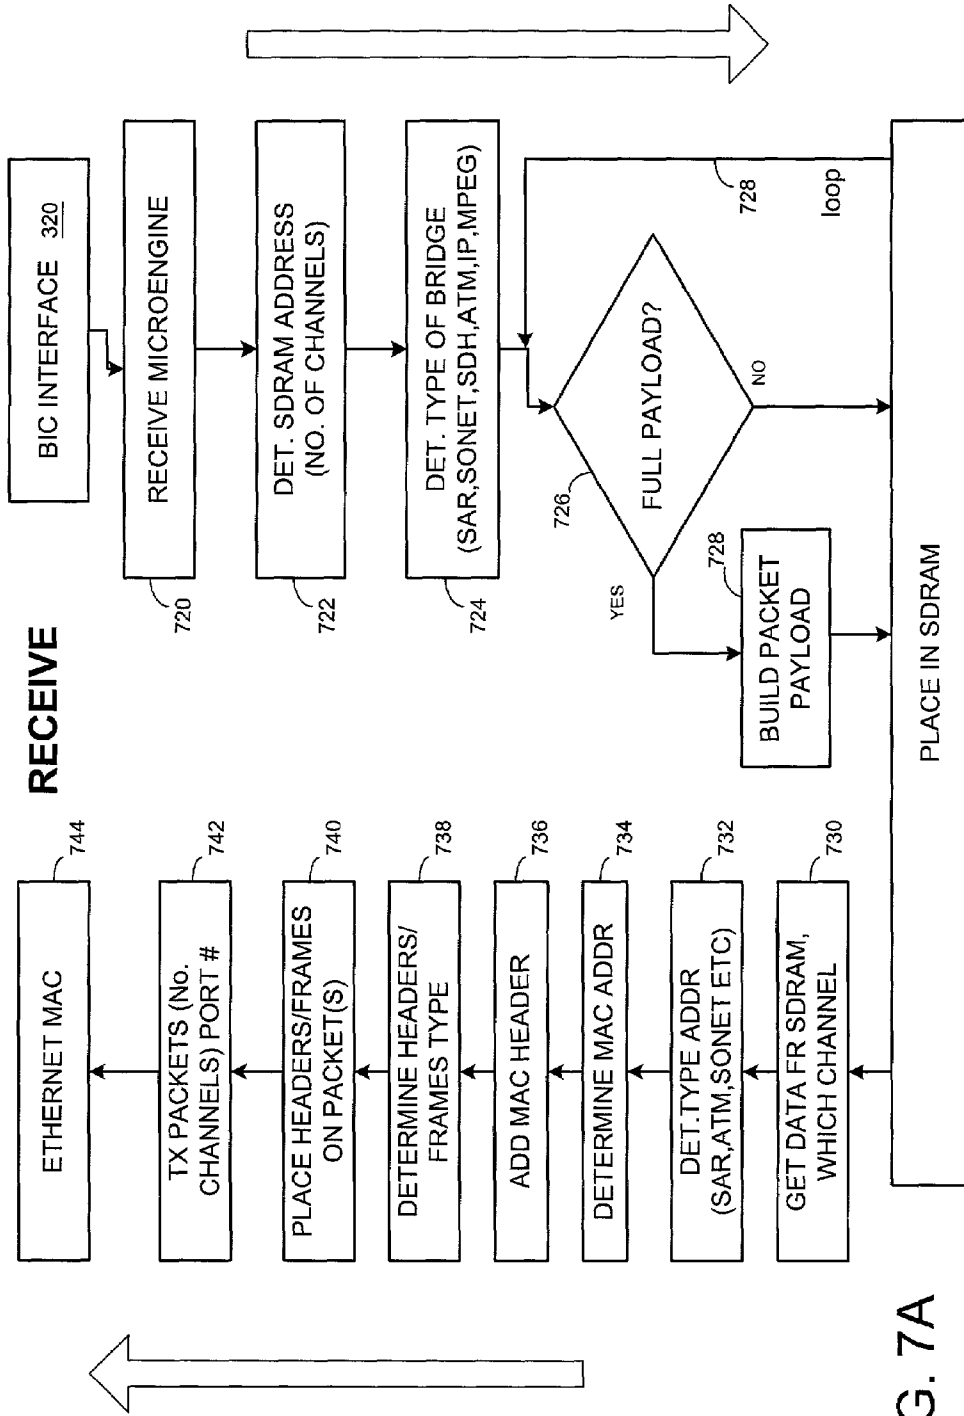 RECEIVE
BIC INTERFACE 320
RECEIVE MICROENGINE
720
DET. SDRAM ADDRESS
(NO. OF CHANNELS)
722
DET. TYPE OF BRIDGE
(SAR,SONET,SDH,ATM,IP,MPEG)
724
FULL PAYLOAD?
726
YES
NO
728
loop
BUILD PACKET
PAYLOAD
728
PLACE IN SDRAM
GET DATA FR SDRAM,
WHICH CHANNEL
730
DET.TYPE ADDR
(SAR,ATM,SONET ETC)
732
DETERMINE MAC ADDR
734
ADD MAC HEADER
736
DETERMINE HEADERS/
FRAMES TYPE
738
PLACE HEADERS/FRAMES
ON PACKET(S)
740
TX PACKETS (No.
CHANNELS) PORT #
742
ETHERNET MAC
744
G. 7A